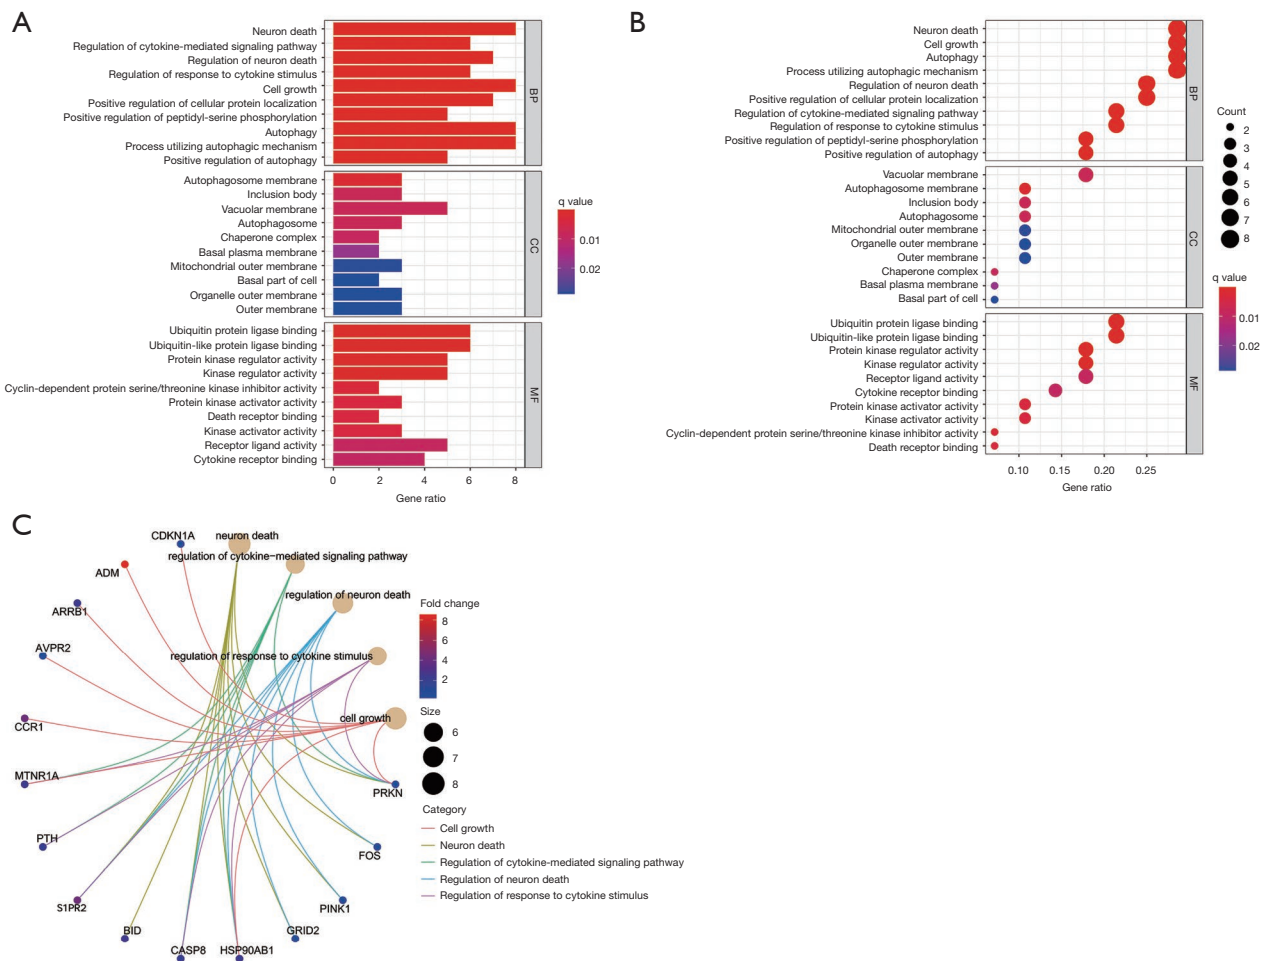 A
Neuron death
Regulation of cytokine-mediated signaling pathway
Regulation of neuron death
Regulation of response to cytokine stimulus
Cell growth
Positive regulation of cellular protein localization
Positive regulation of peptidyl-serine phosphorylation
Autophagy
Process utilizing autophagic mechanism
Positive regulation of autophagy
BP
Autophagosome membrane
Inclusion body
Vacuolar membrane
Autophagosome
Chaperone complex
Basal plasma membrane
Mitochondrial outer membrane
Basal part of cell
Organelle outer membrane
Outer membrane
CC
Ubiquitin protein ligase binding
Ubiquitin-like protein ligase binding
Protein kinase regulator activity
Kinase regulator activity
Cyclin-dependent protein serine/threonine kinase inhibitor activity
Protein kinase activator activity
Death receptor binding
Kinase activator activity
Receptor ligand activity
Cytokine receptor binding
MF
0 2 4 6 8
Gene ratio
q value
0.01
0.02
B
Neuron death
Cell growth
Autophagy
Process utilizing autophagic mechanism
Regulation of neuron death
Positive regulation of cellular protein localization
Regulation of cytokine-mediated signaling pathway
Regulation of response to cytokine stimulus
Positive regulation of peptidyl-serine phosphorylation
Positive regulation of autophagy
BP
Vacuolar membrane
Autophagosome membrane
Inclusion body
Autophagosome
Mitochondrial outer membrane
Organelle outer membrane
Outer membrane
Chaperone complex
Basal plasma membrane
Basal part of cell
CC
Ubiquitin protein ligase binding
Ubiquitin-like protein ligase binding
Protein kinase regulator activity
Kinase regulator activity
Receptor ligand activity
Cytokine receptor binding
Protein kinase activator activity
Kinase activator activity
Cyclin-dependent protein serine/threonine kinase inhibitor activity
Death receptor binding
MF
0.10 0.15 0.20 0.25
Gene ratio
Count
2
3
4
5
6
7
8
q value
0.01
0.02
C
CDKN1A
neuron death
regulation of cytokine-mediated signaling pathway
ADM
regulation of neuron death
ARRB1
AVPR2
regulation of response to cytokine stimulus
CCR1
cell growth
MTNR1A
PRKN
PTH
FOS
S1PR2
PINK1
BID
GRID2
CASP8
HSP90AB1
Fold change
8
6
4
2
Size
6
7
8
Category
Cell growth
Neuron death
Regulation of cytokine-mediated signaling pathway
Regulation of neuron death
Regulation of response to cytokine stimulus